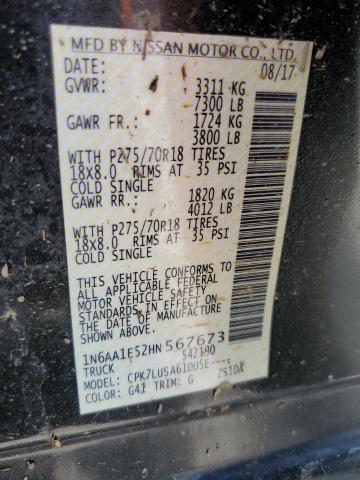 MFD BY NISSAN MOTOR CO., LTD.
DATE: 08/17
GVWR: 3311 KG
7300 LB
GAWR FR.: 1724 KG
3800 LB
WITH P275/70R18 TIRES
18X8.0 RIMS AT 35 PSI
COLD SINGLE
GAWR RR.: 1820 KG
4012 LB
WITH P275/70R18 TIRES
18X8.0 RIMS AT 35 PSI
COLD SINGLE
THIS VEHICLE CONFORMS TO
ALL APPLICABLE FEDERAL
MOTOR VEHICLE SAFETY
STANDARDS IN EFFECT ON
THE DATE OF MANUFACTURE
SHOWN ABOVE.
1N6AA1E52HN567673
TRUCK 542190
MODEL: CPK7LUSA61DU5E----
COLOR: G41 TRIM: G ZS10A